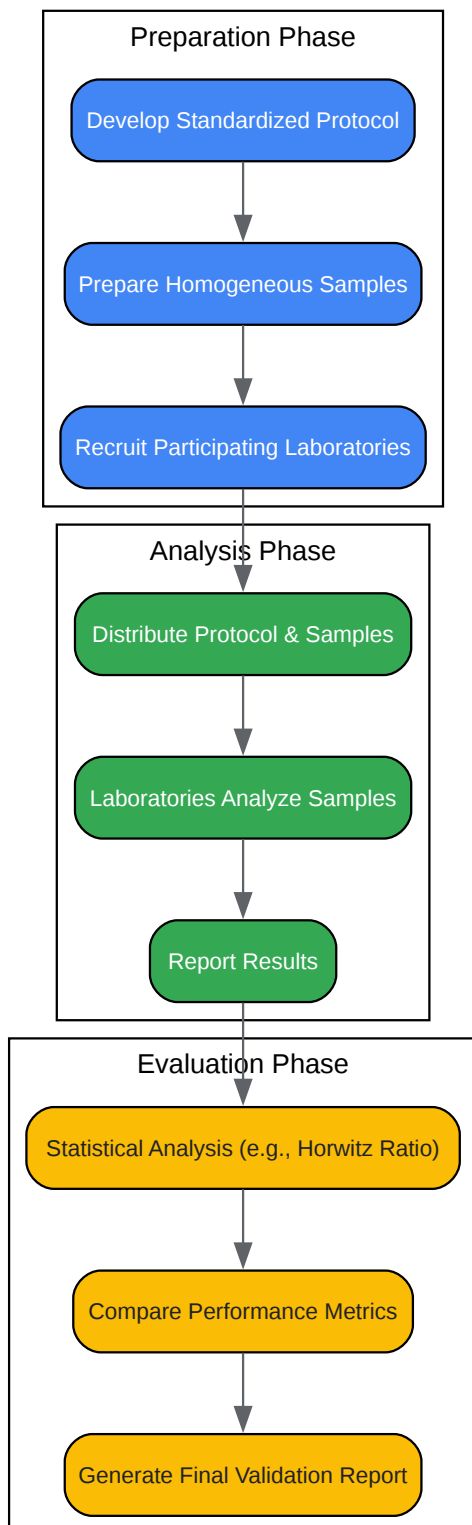 Preparation Phase
Develop Standardized Protocol
Prepare Homogeneous Samples
Recruit Participating Laboratories
Analysis Phase
Distribute Protocol & Samples
Laboratories Analyze Samples
Report Results
Evaluation Phase
Statistical Analysis (e.g., Horwitz Ratio)
Compare Performance Metrics
Generate Final Validation Report